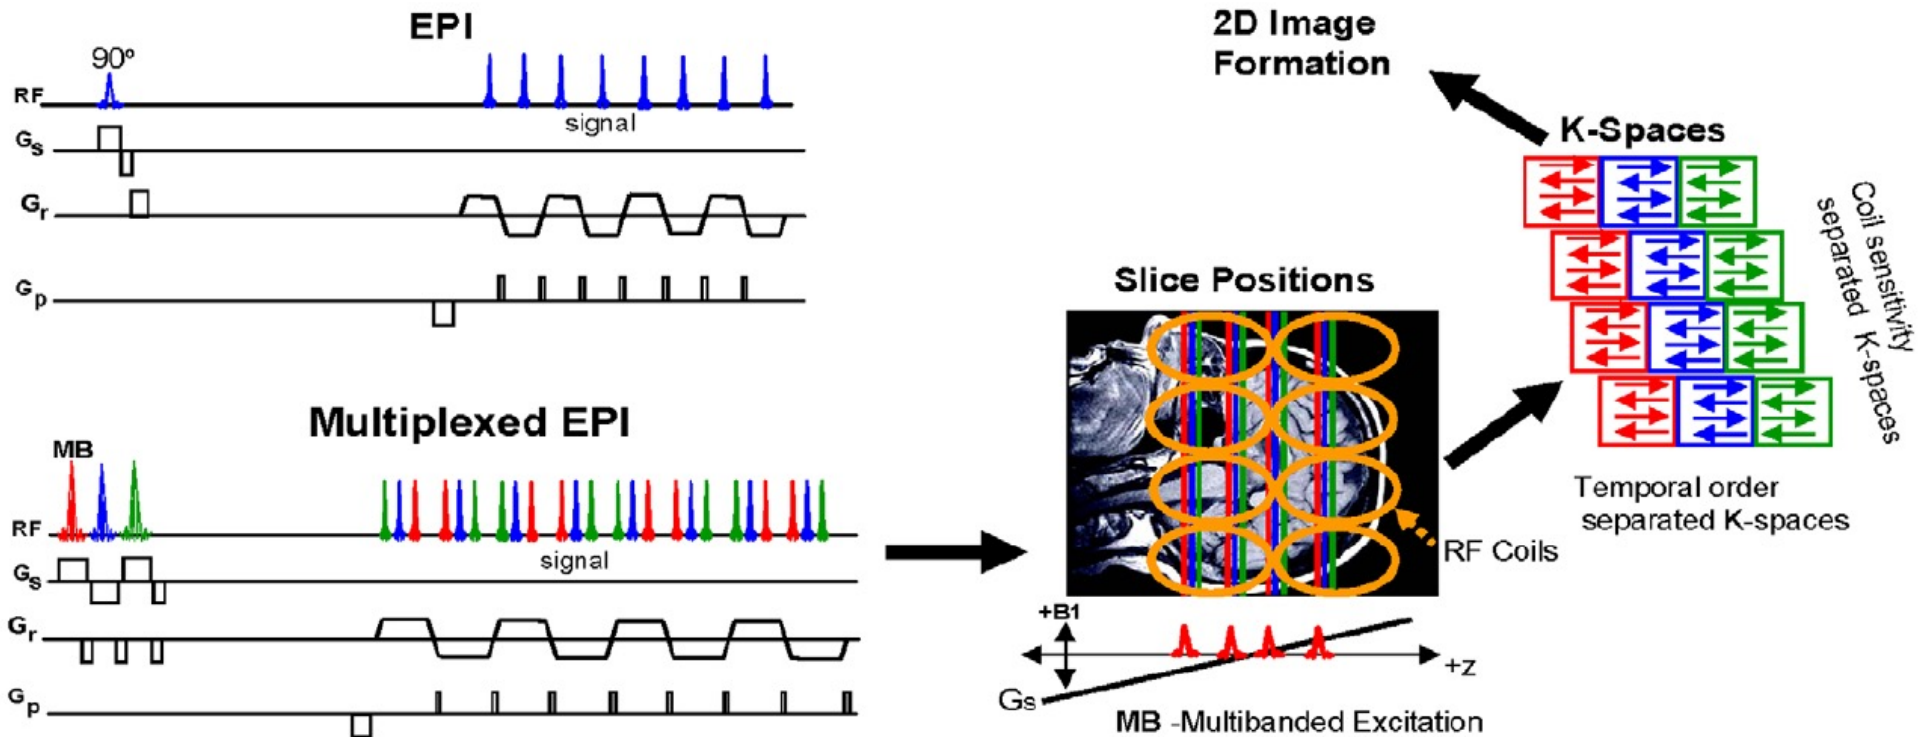 EPI
90º
RF
signal
Gs
Gr
Gp
Multiplexed EPI
MB
RF
signal
Gs
Gr
Gp
Slice Positions
RF Coils
+B1
+z
Gs
MB -Multibanded Excitation
2D Image
Formation
K-Spaces
Coil sensitivity
separated K-spaces
Temporal order
separated K-spaces